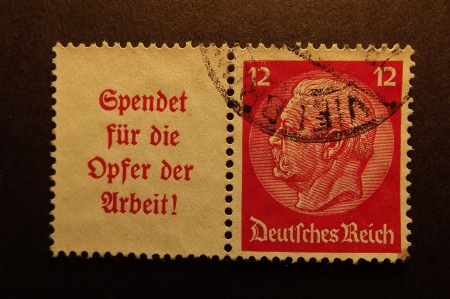 Spendet
für die
Opfer der
Arbeit!
12 12
Deutsches Reich